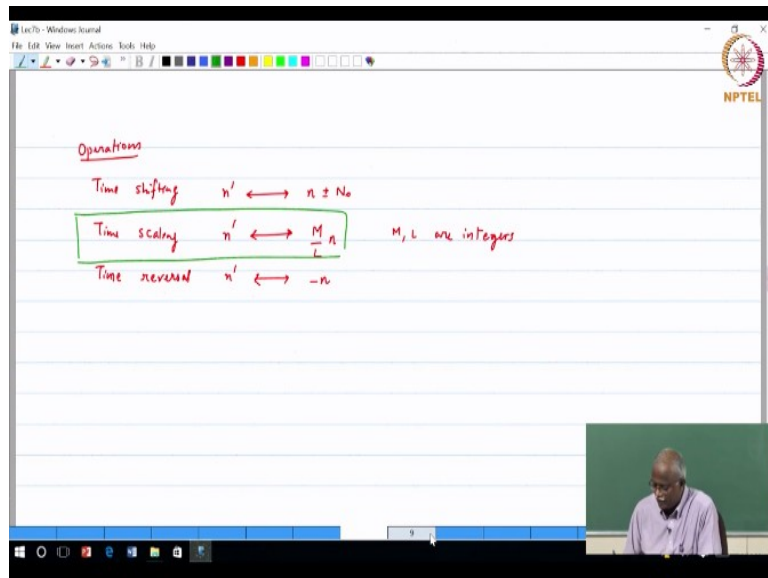 Lec7b - Windows Journal
File Edit View Insert Actions Tools Help
NPTEL
Operations
Time shifting n' ⟷ n ± N₀
Time scaling n' ⟷ M/L n M, L are integers
Time reversal n' ⟷ -n
9